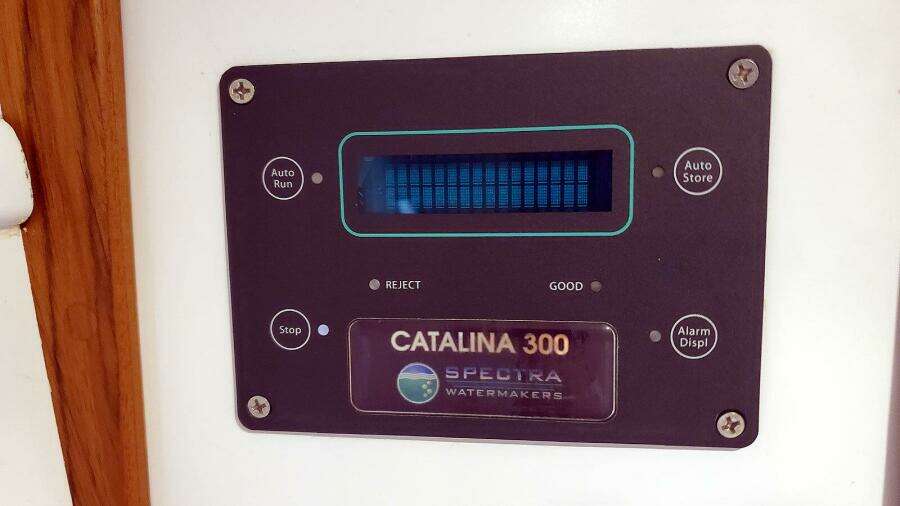 Auto
Run
Auto
Store
REJECT
GOOD
Stop
CATALINA 300
SPECTRA
WATERMAKERS
Alarm
Displ